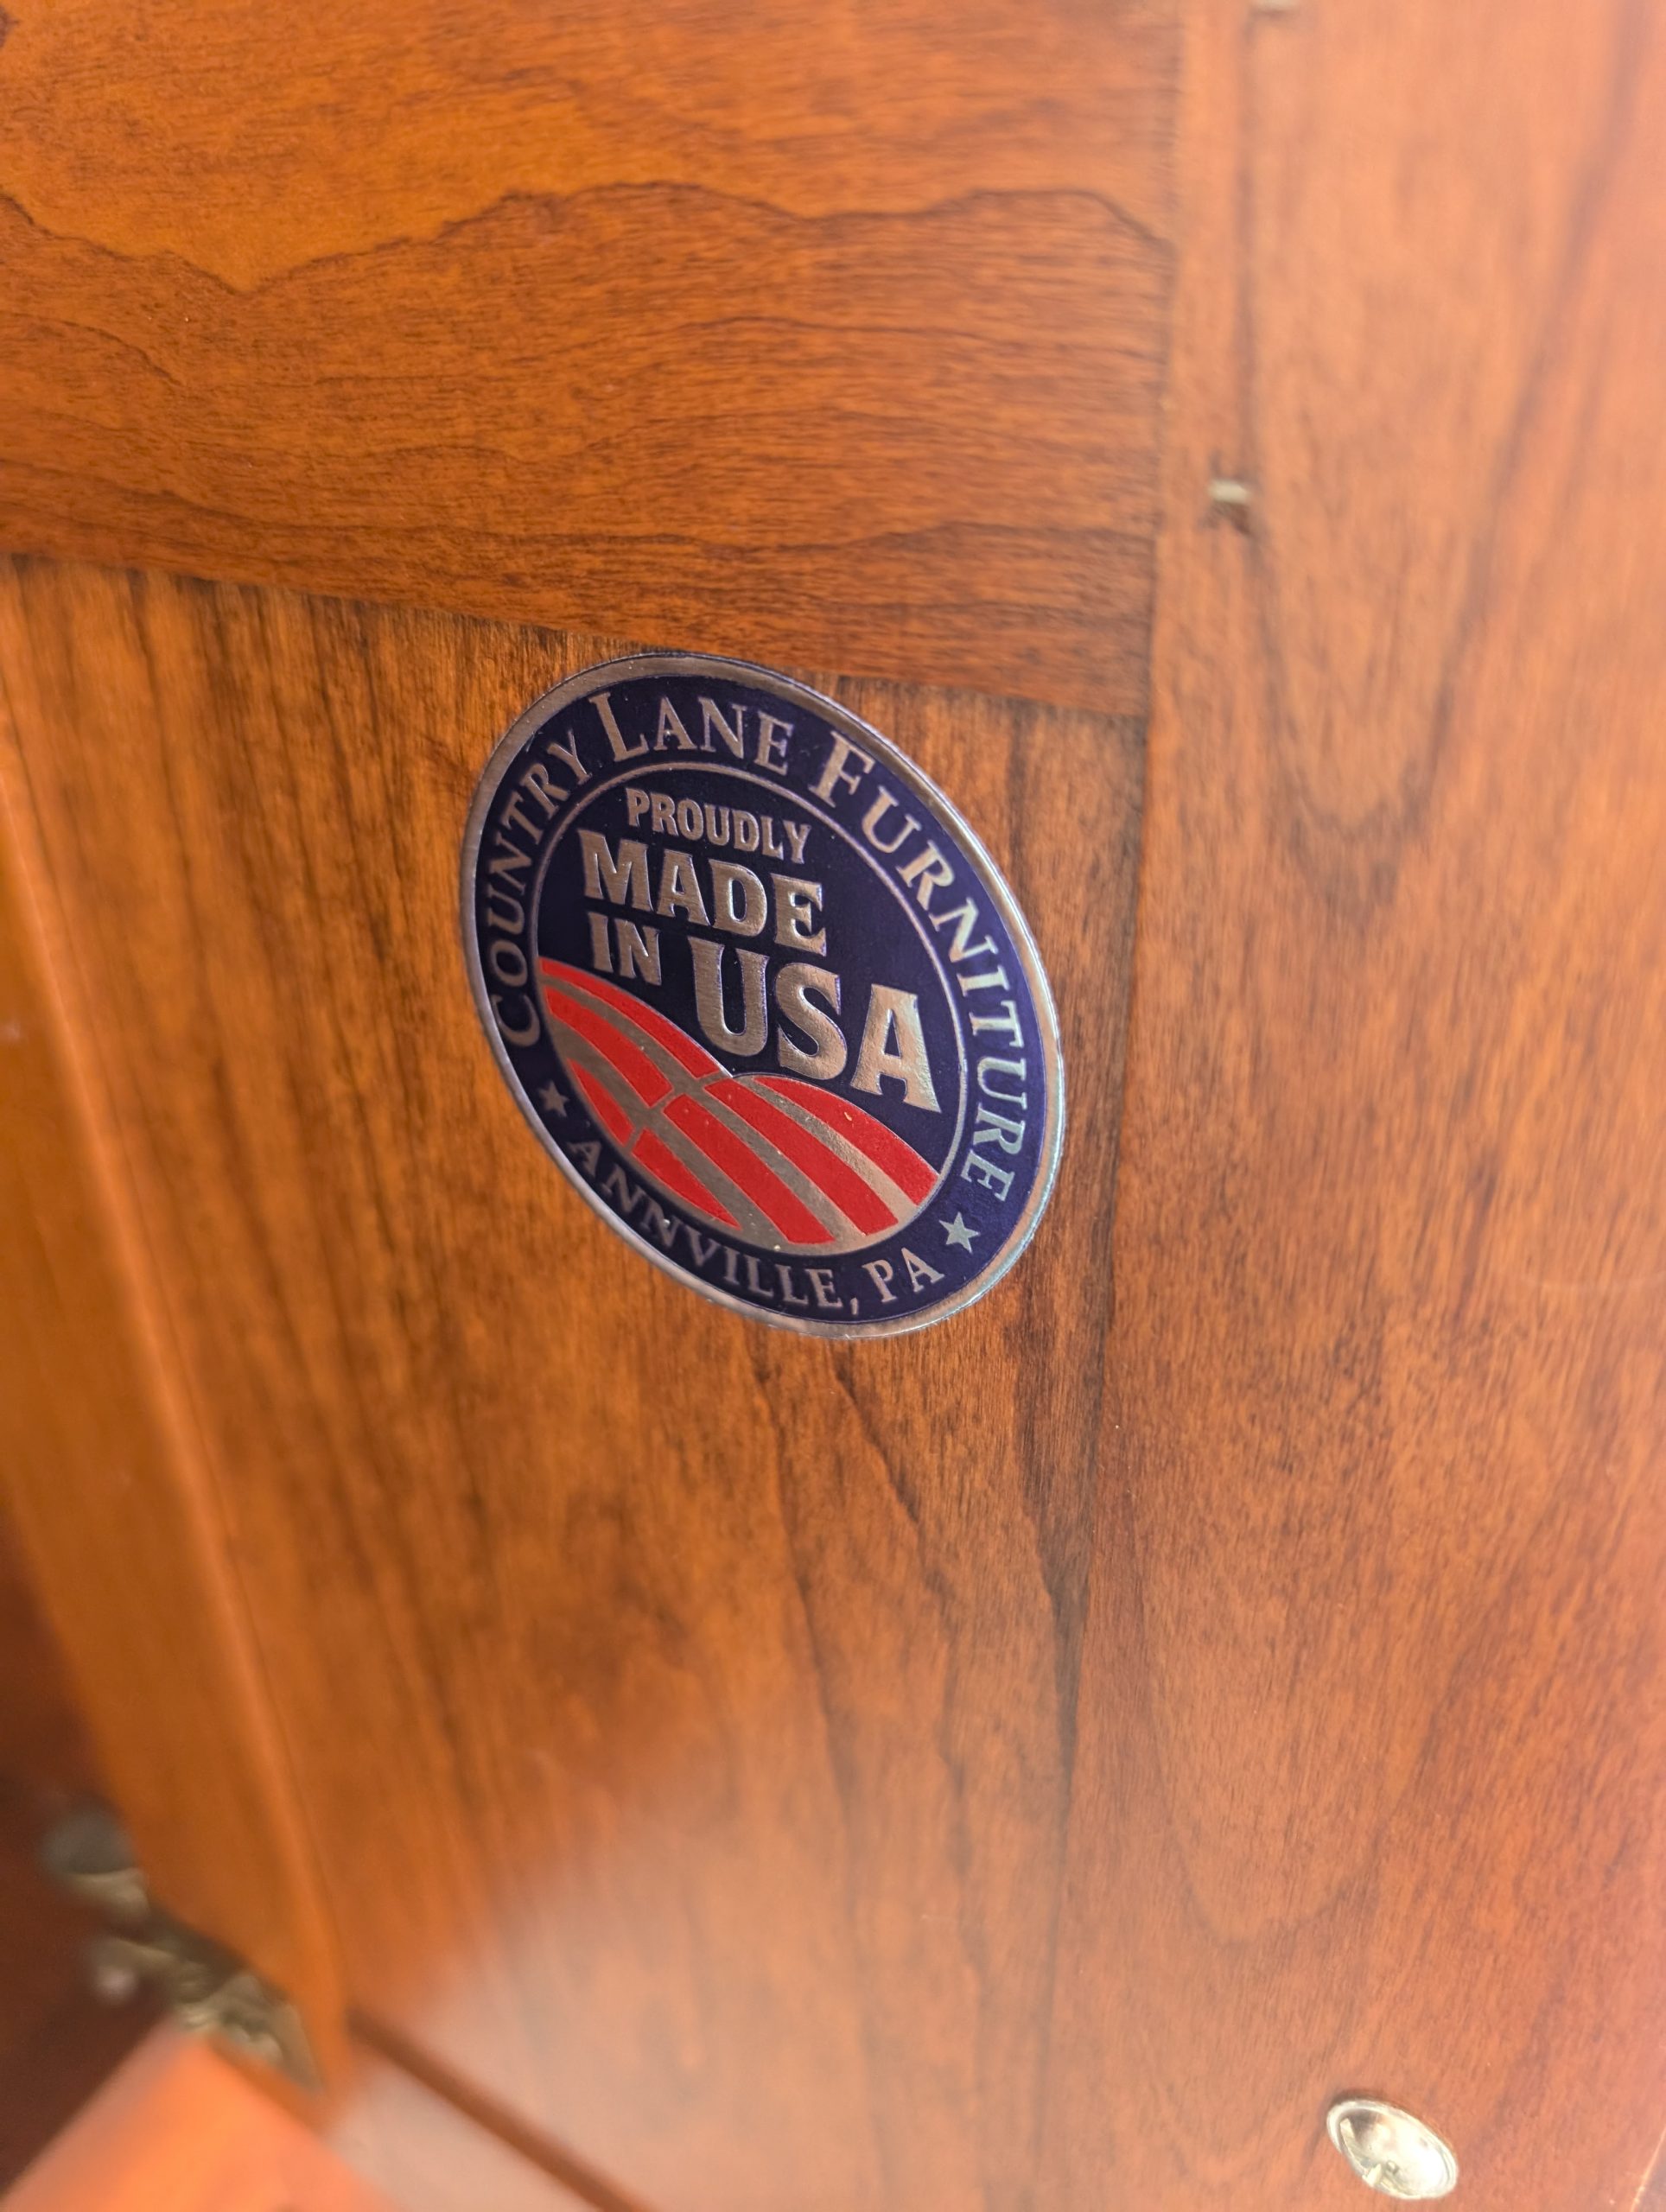 COUNTRY LANE FURNITURE
PROUDLY
MADE
IN USA
ANNVILLE, PA